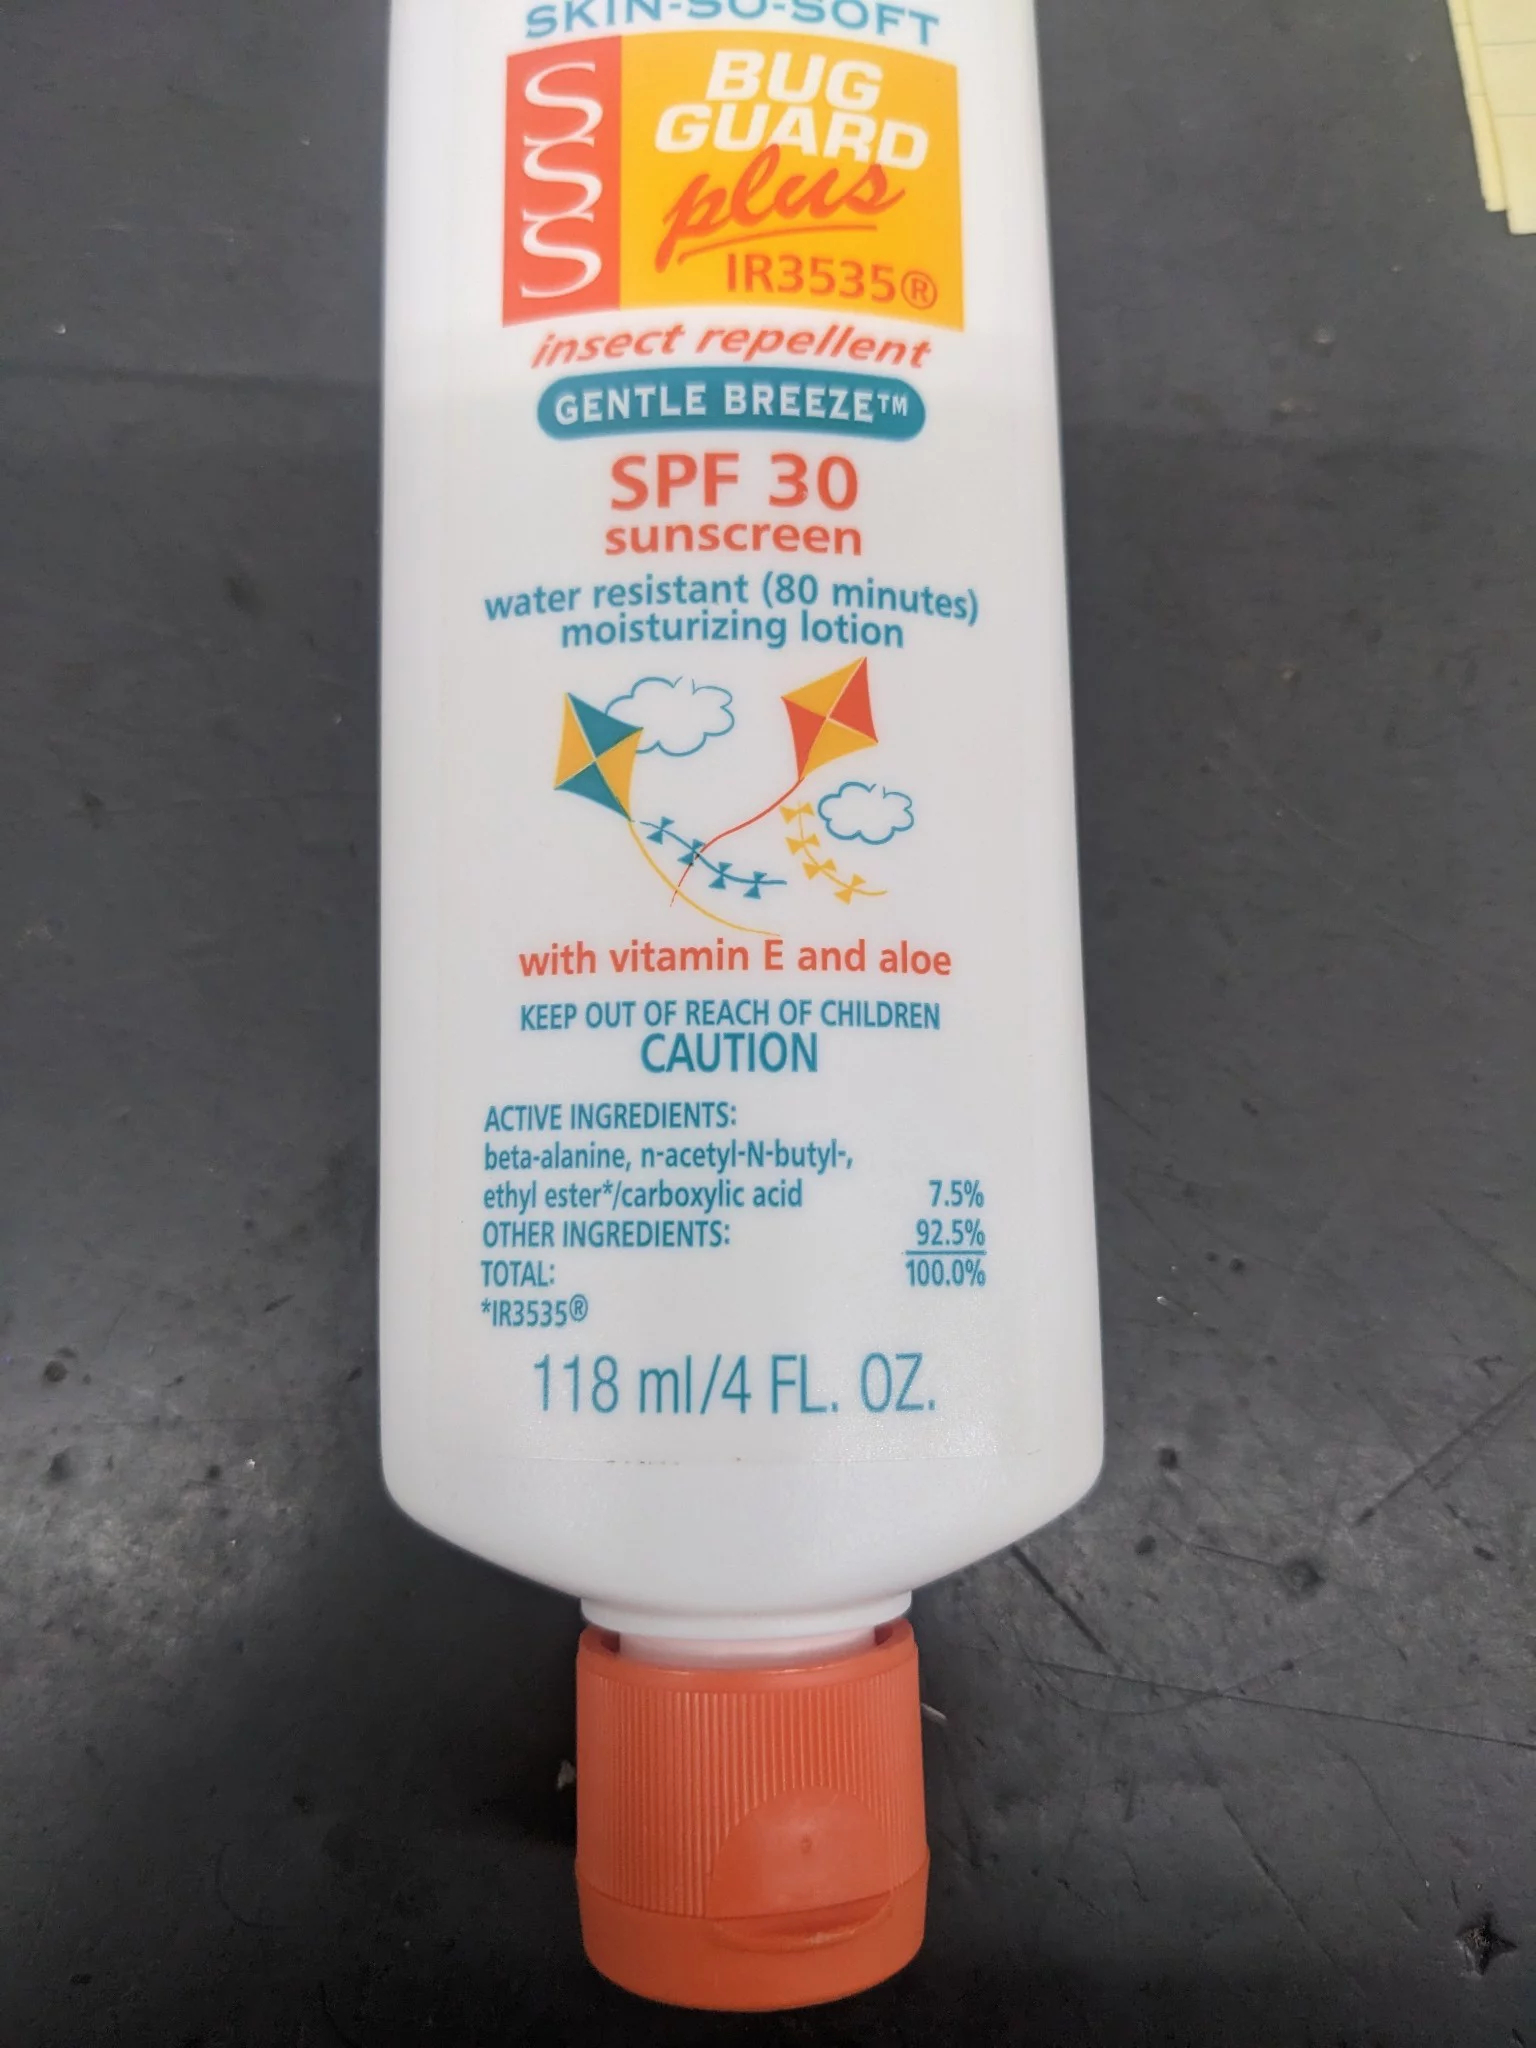 SKIN-SO-SOFT
SSS
BUG
GUARD
plus
IR3535®
insect repellent
GENTLE BREEZE™
SPF 30
sunscreen
water resistant (80 minutes)
moisturizing lotion
with vitamin E and aloe
KEEP OUT OF REACH OF CHILDREN
CAUTION
ACTIVE INGREDIENTS:
beta-alanine, n-acetyl-N-butyl-,
ethyl ester*/carboxylic acid 7.5%
OTHER INGREDIENTS: 92.5%
TOTAL: 100.0%
*IR3535®
118 ml/4 FL. OZ.